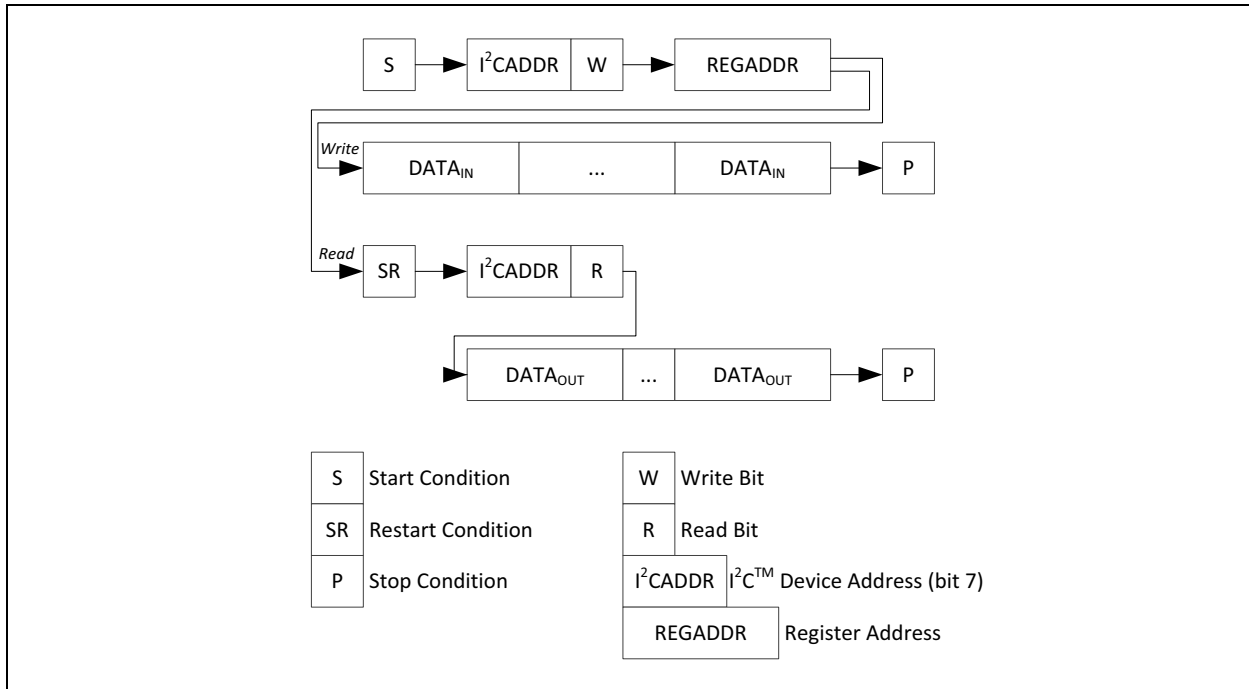 S I²CADDR W REGADDR
Write
DATAIN ... DATAIN P
Read
SR I²CADDR R
DATAOUT ... DATAOUT P
S Start Condition
W Write Bit
SR Restart Condition
R Read Bit
P Stop Condition
I²CADDR I²C™ Device Address (bit 7)
REGADDR Register Address